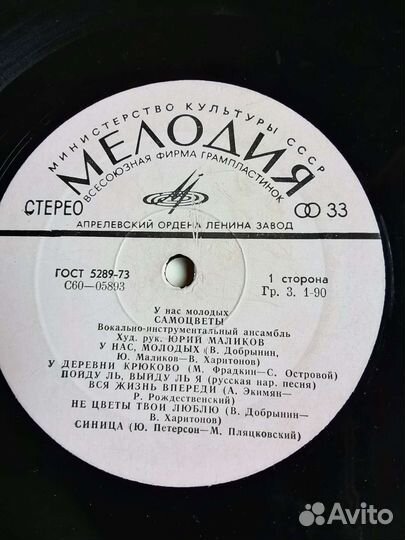 МИНИСТЕРСТВО КУЛЬТУРЫ СССР
МЕЛОДИЯ
ВСЕСОЮЗНАЯ ФИРМА ГРАМПЛАСТИНОК
СТЕРЕО
33
АПРЕЛЕВСКИЙ ОРДЕНА ЛЕНИНА ЗАВОД
ГОСТ 5289-73
С60—05893
1 сторона
Гр. 3. 1-90
У нас молодых
САМОЦВЕТЫ
Вокально-инструментальный ансамбль
Худ. рук. ЮРИЙ МАЛИКОВ
У НАС, МОЛОДЫХ (В. Добрынин,
Ю. Маликов—В. Харитонов)
У ДЕРЕВНИ КРЮКОВО (М. Фрадкин—С. Островой)
ПОЙДУ ЛЬ, ВЫЙДУ ЛЬ Я (русская нар. песня)
ВСЯ ЖИЗНЬ ВПЕРЕДИ (А. Экимян—
Р. Рождественский)
НЕ ЦВЕТЫ ТВОИ ЛЮБЛЮ (В. Добрынин—
В. Харитонов)
СИНИЦА (Ю. Петерсон—М. Пляцковский)
Avito